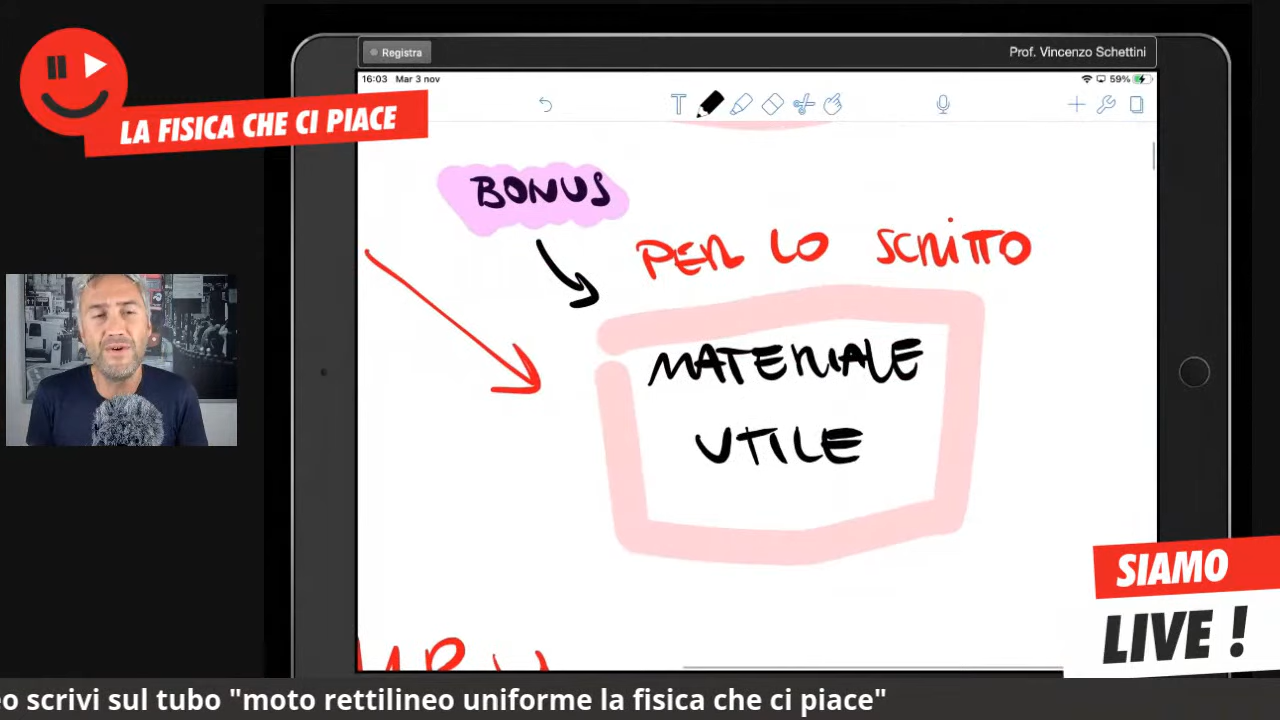 Registra
Prof. Vincenzo Schettini
16:03 Mar 3 nov
59%
LA FISICA CHE CI PIACE
BONUS
PER LO SCRITTO
MATERIALE
UTILE
SIAMO
LIVE !
eo scrivi sul tubo "moto rettilineo uniforme la fisica che ci piace"